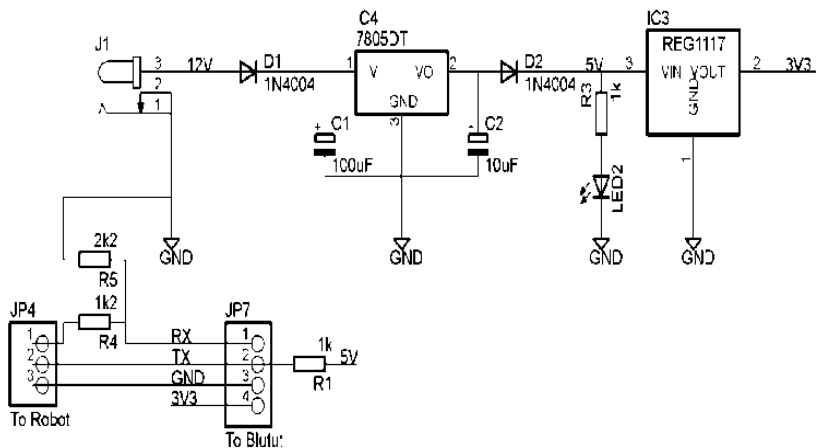 J1
3
2
1
A
12V
D1
1N4004
C4
7805DT
1
V
VO
2
GND
3
D2
1N4004
5V
IC3
REG1117
3
VIN
VOUT
GND
2
3V3
1
C1
100uF
C2
10uF
R3
1k
LED2
GND
GND
GND
GND
2k2
R5
1k2
R4
JP4
1
2
3
To Robot
RX
TX
GND
3V3
JP7
1
2
3
4
To Blutut
1k
5V
R1